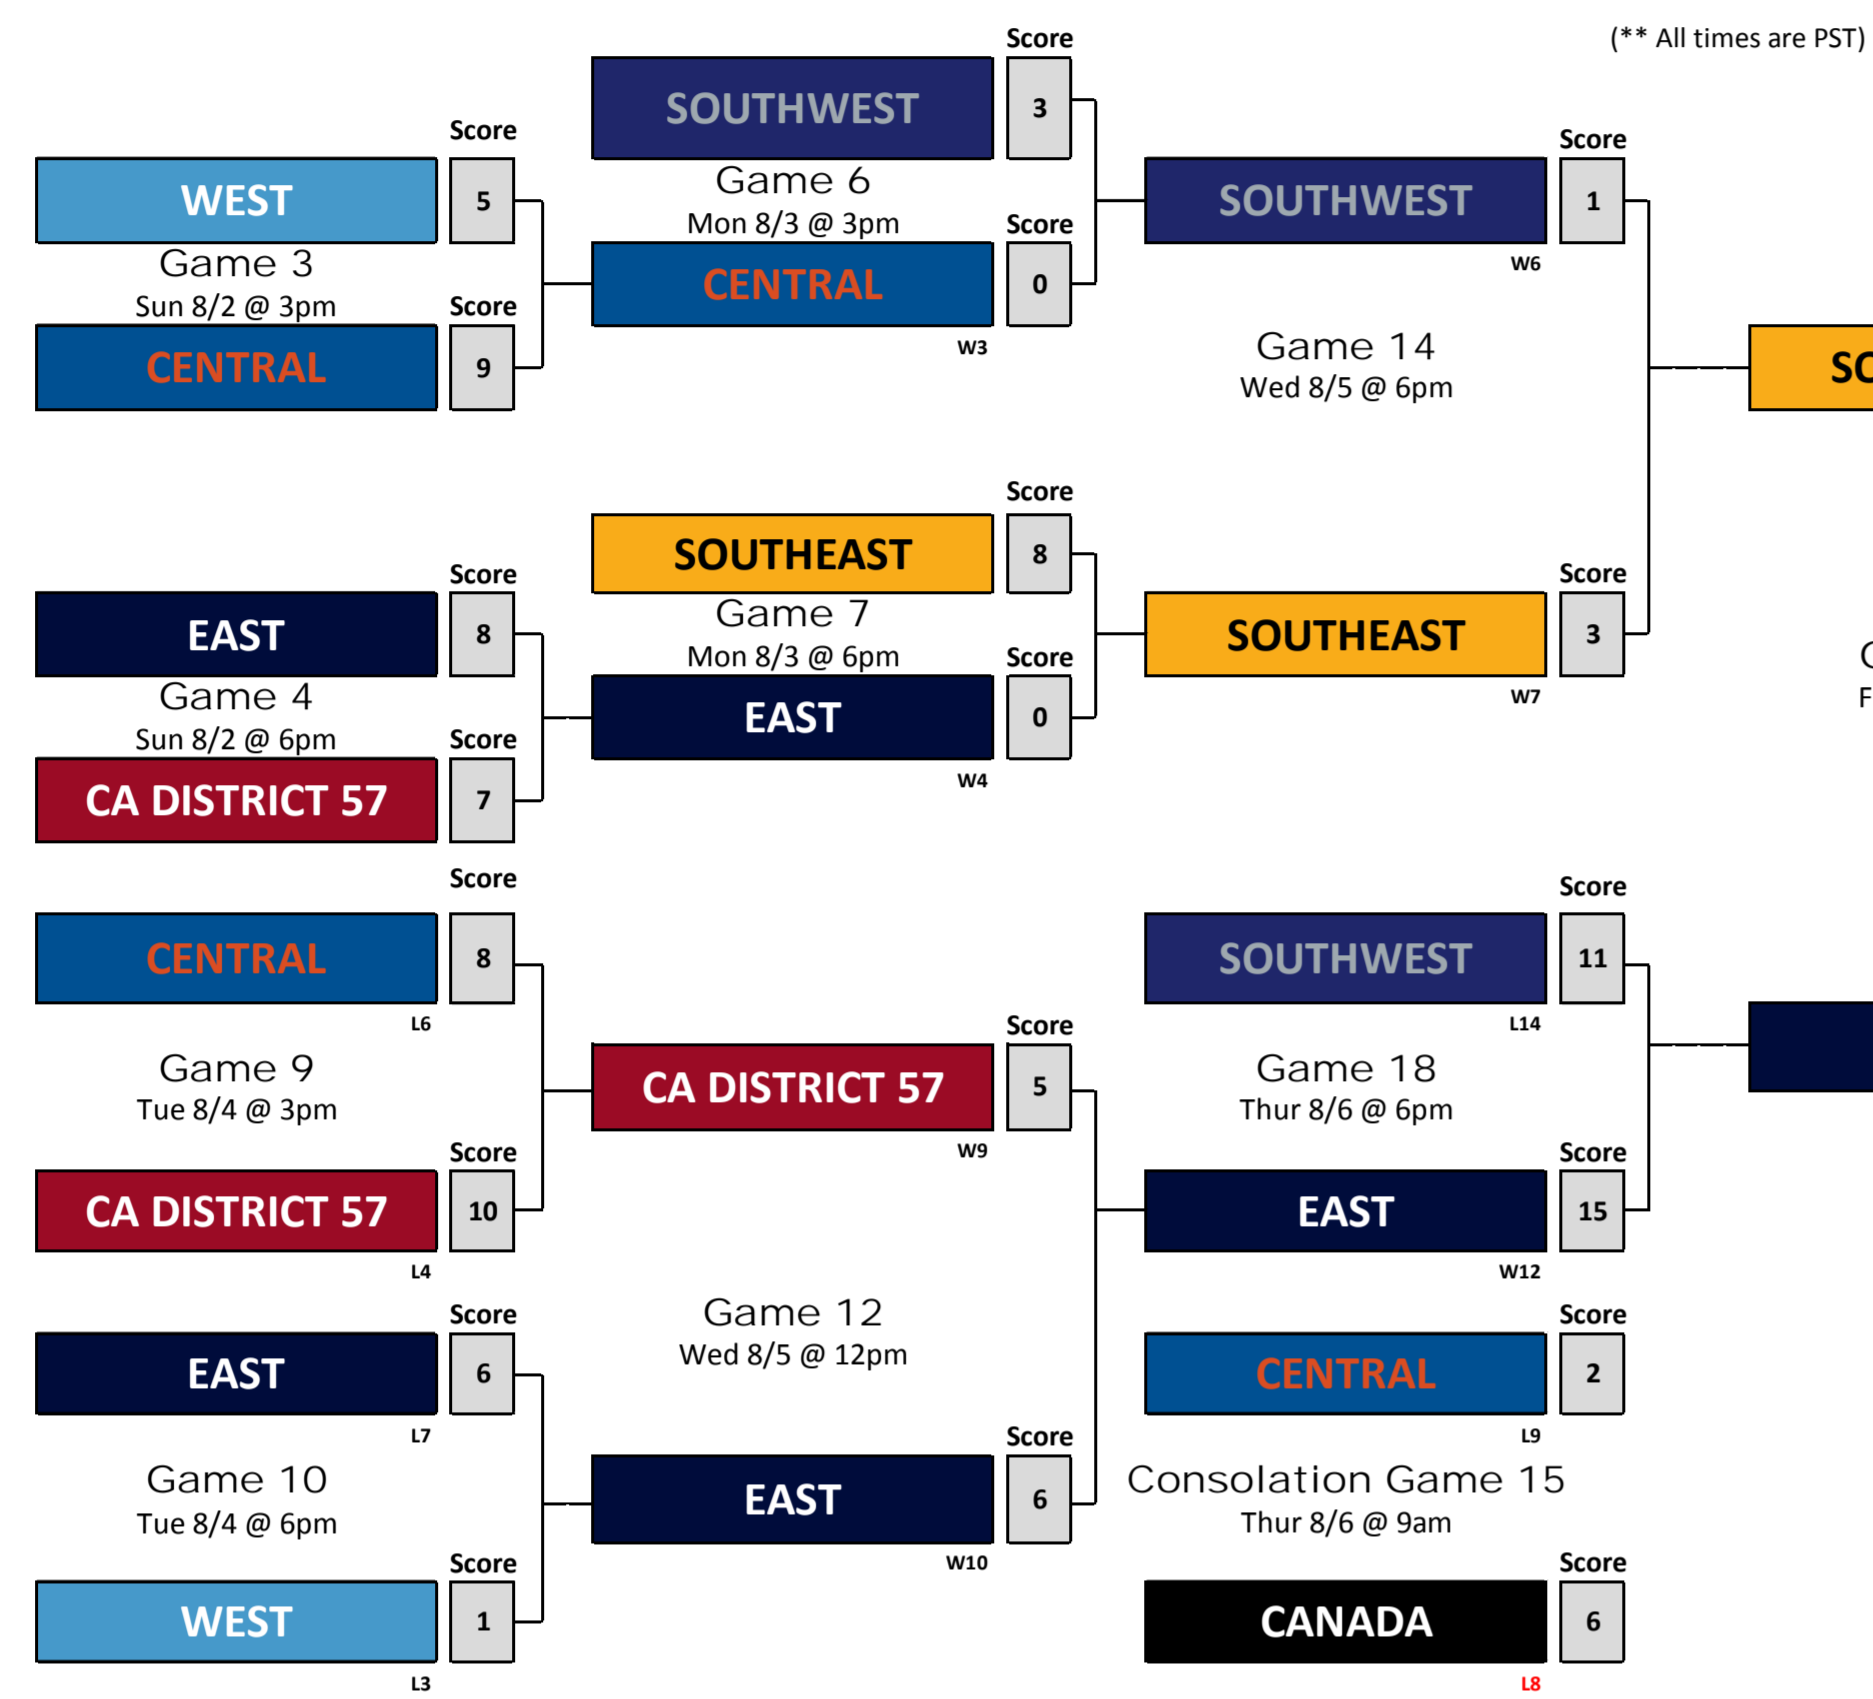 (** All times are PST)
Score
SOUTHWEST
3
Game 6
Mon 8/3 @ 3pm
Score
CENTRAL
0
W3
Score
WEST
5
Game 3
Sun 8/2 @ 3pm
Score
CENTRAL
9
Score
SOUTHWEST
1
W6
Game 14
Wed 8/5 @ 6pm
Score
SOUTHEAST
3
W7
Score
SOUTHEAST
8
Game 7
Mon 8/3 @ 6pm
Score
EAST
0
W4
Score
EAST
8
Game 4
Sun 8/2 @ 6pm
Score
CA DISTRICT 57
7
Score
CENTRAL
8
L6
Game 9
Tue 8/4 @ 3pm
Score
CA DISTRICT 57
10
L4
Score
CA DISTRICT 57
5
W9
Game 12
Wed 8/5 @ 12pm
Score
EAST
6
W10
Score
EAST
6
L7
Game 10
Tue 8/4 @ 6pm
Score
WEST
1
L3
Score
SOUTHWEST
11
L14
Game 18
Thur 8/6 @ 6pm
Score
EAST
15
W12
Score
CENTRAL
2
L9
Consolation Game 15
Thur 8/6 @ 9am
Score
CANADA
6
L8